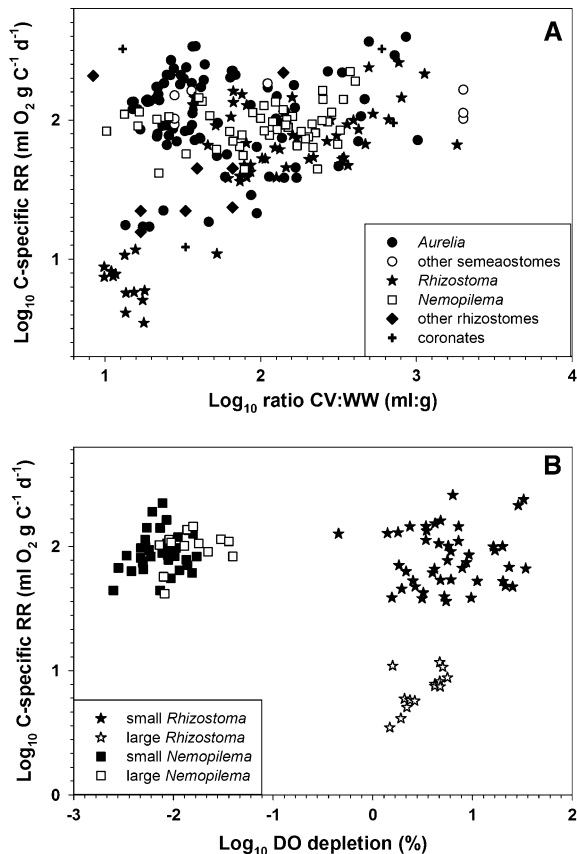 A
Log10 C-specific RR (ml O2 g C-1 d-1)
2
1
Aurelia
other semeaostomes
Rhizostoma
Nemopilema
other rhizostomes
coronates
1 2 3 4
Log10 ratio CV:WW (ml:g)
B
Log10 C-specific RR (ml O2 g C-1 d-1)
2
1
0
small Rhizostoma
large Rhizostoma
small Nemopilema
large Nemopilema
-3 -2 -1 0 1 2
Log10 DO depletion (%)